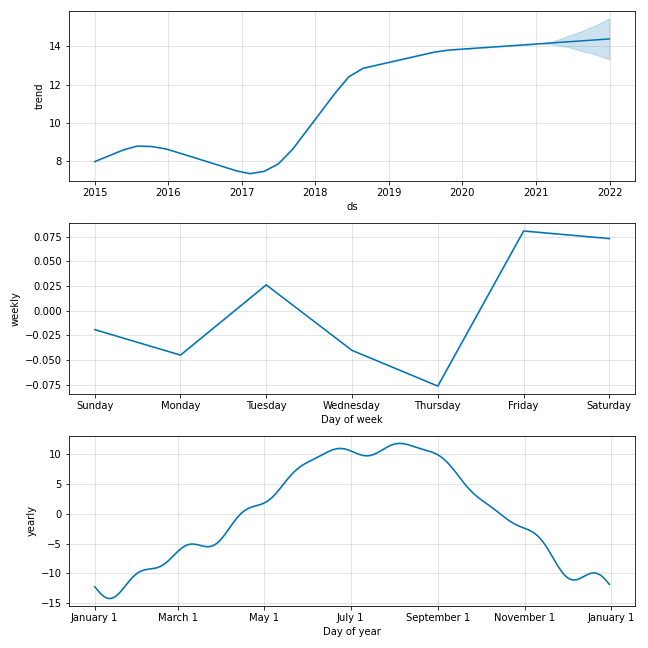 14
12
10
8
trend
2015 2016 2017 2018 2019 2020 2021 2022
ds
0.075
0.050
0.025
0.000
−0.025
−0.050
−0.075
weekly
Sunday Monday Tuesday Wednesday Thursday Friday Saturday
Day of week
10
5
0
−5
−10
−15
yearly
January 1 March 1 May 1 July 1 September 1 November 1 January 1
Day of year